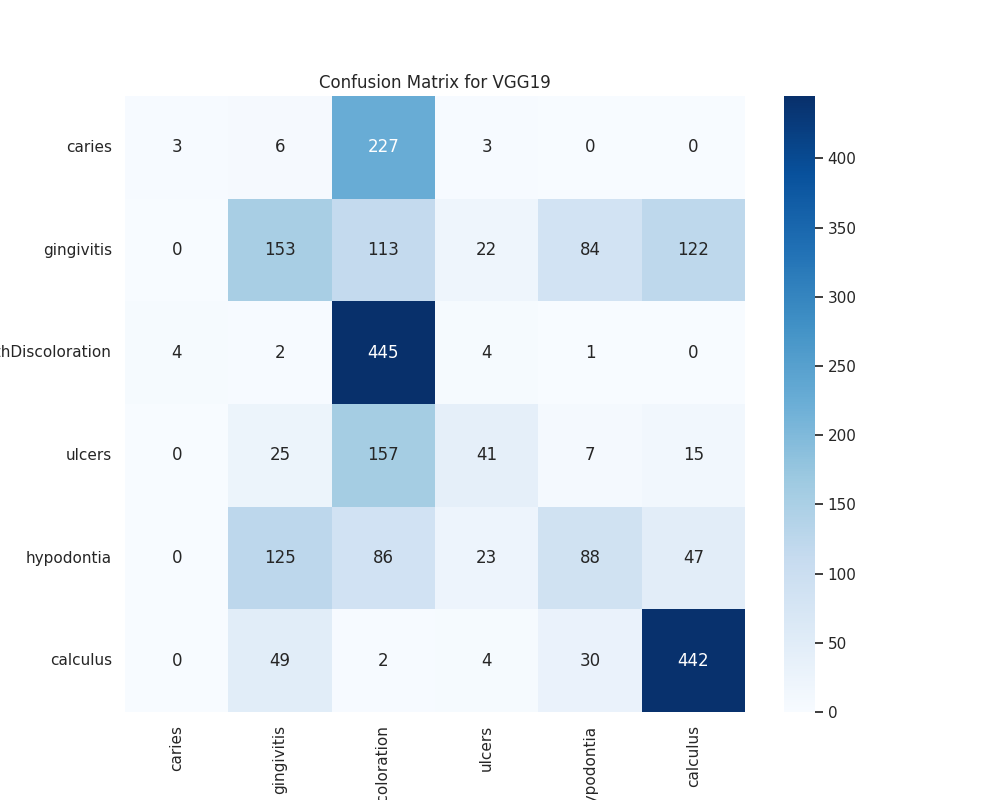 Confusion Matrix for VGG19
caries 3 6 227 3 0 0
gingivitis 0 153 113 22 84 122
hDiscoloration 4 2 445 4 1 0
ulcers 0 25 157 41 7 15
hypodontia 0 125 86 23 88 47
calculus 0 49 2 4 30 442
caries
gingivitis
coloration
ulcers
ypodontia
calculus
400
350
300
250
200
150
100
50
0